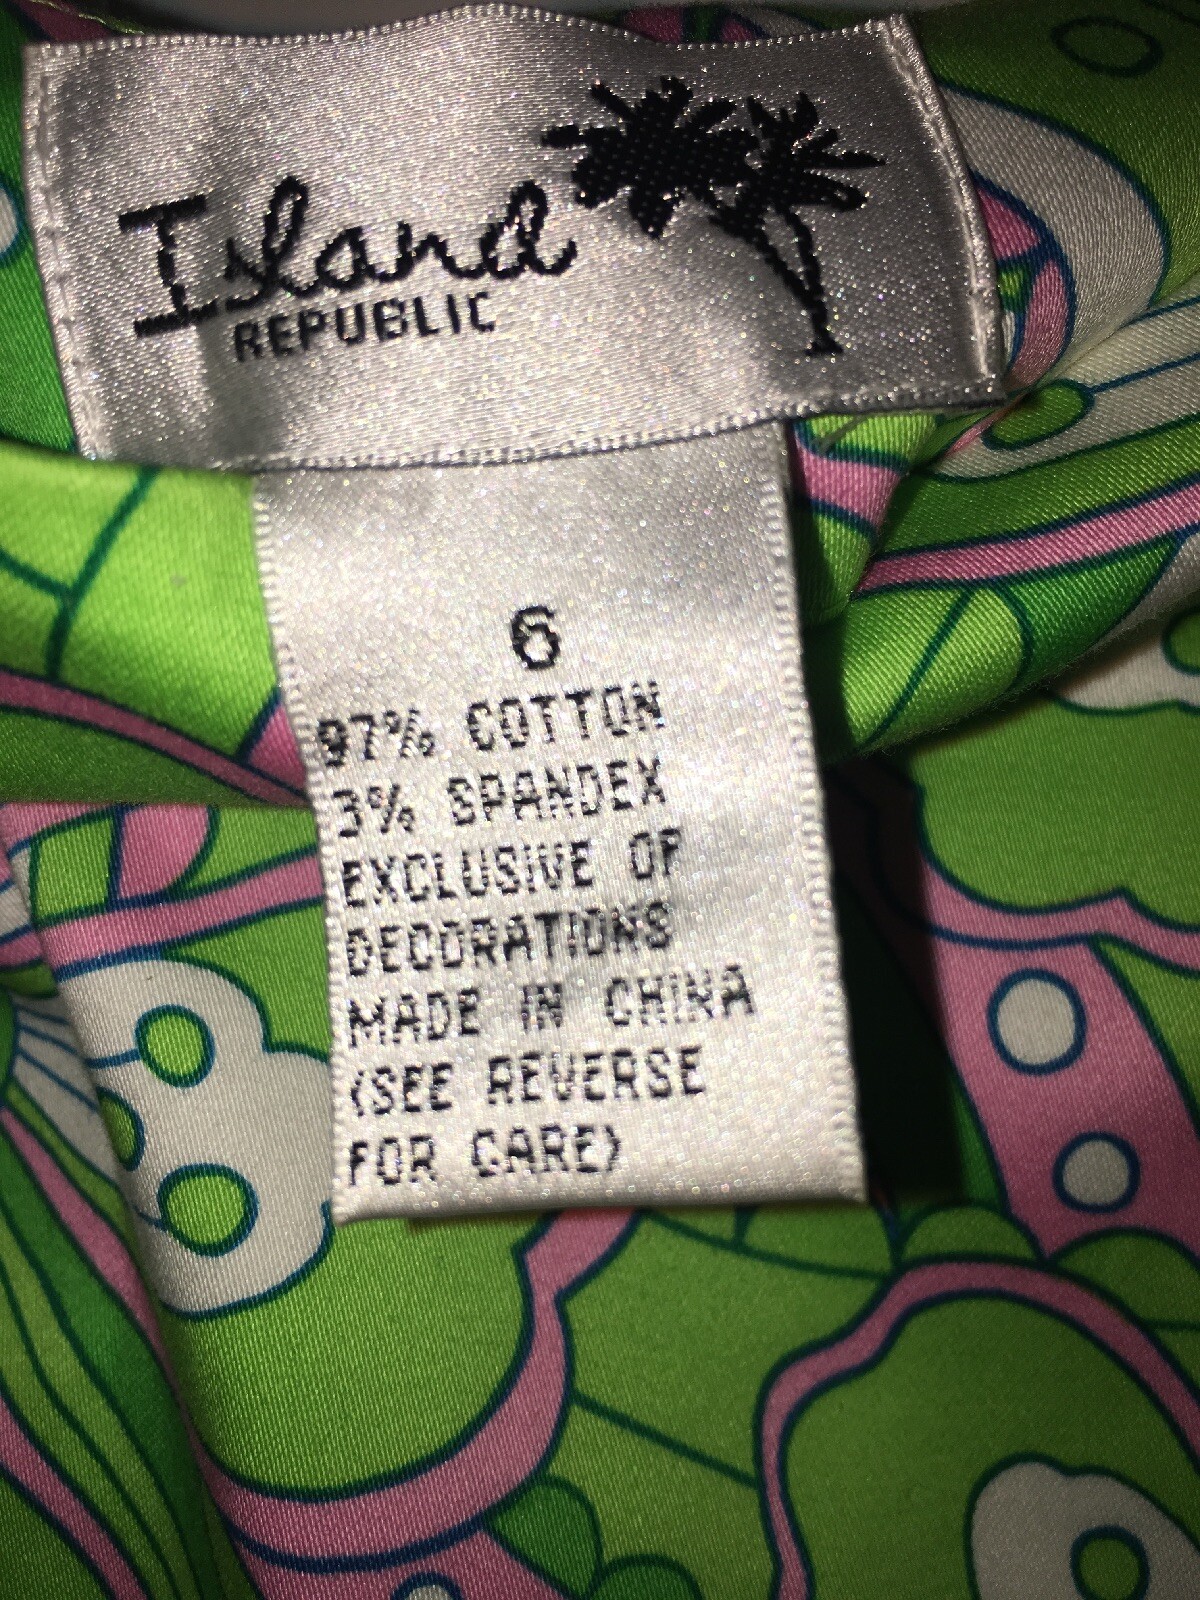 Island
REPUBLIC
6
97% COTTON
3% SPANDEX
EXCLUSIVE OF
DECORATIONS
MADE IN CHINA
(SEE REVERSE
FOR CARE)